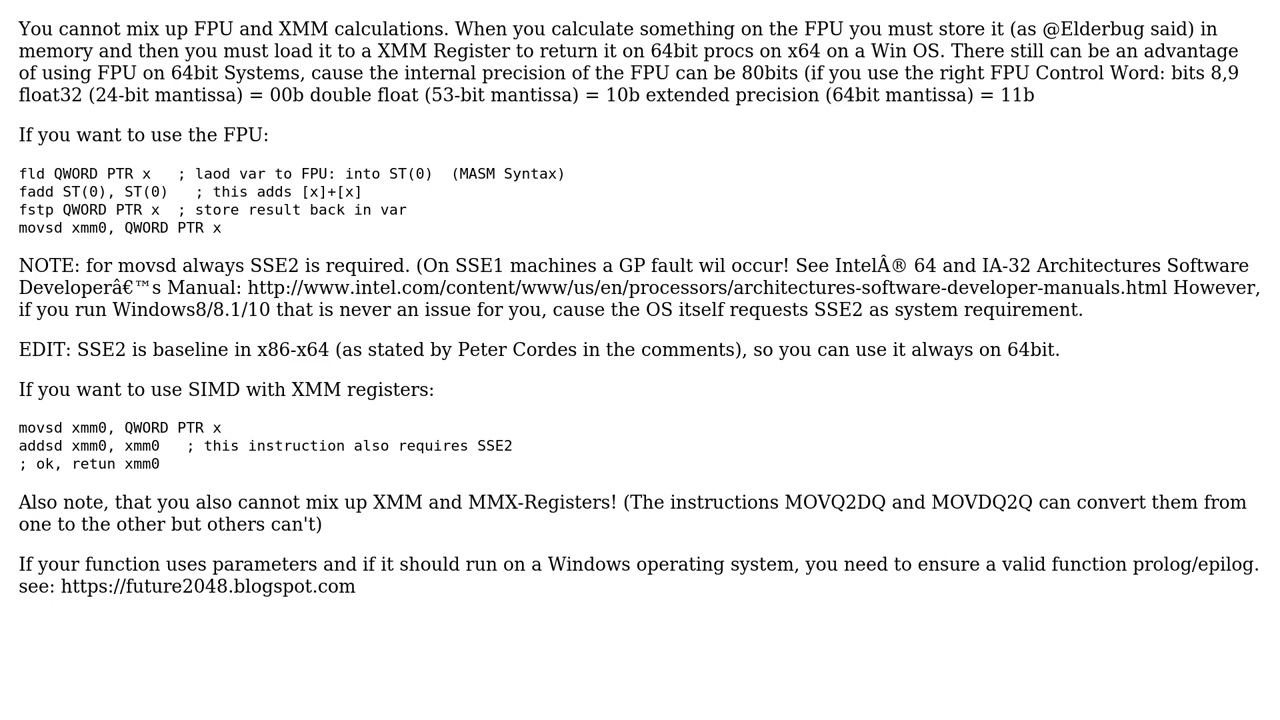 You cannot mix up FPU and XMM calculations. When you calculate something on the FPU you must store it (as @Elderbug said) in
memory and then you must load it to a XMM Register to return it on 64bit procs on x64 on a Win OS. There still can be an advantage
of using FPU on 64bit Systems, cause the internal precision of the FPU can be 80bits (if you use the right FPU Control Word: bits 8,9
float32 (24-bit mantissa) = 00b double float (53-bit mantissa) = 10b extended precision (64bit mantissa) = 11b
If you want to use the FPU:
fld QWORD PTR x   ; laod var to FPU: into ST(0)  (MASM Syntax)
fadd ST(0), ST(0)   ; this adds [x]+[x]
fstp QWORD PTR x  ; store result back in var
movsd xmm0, QWORD PTR x
NOTE: for movsd always SSE2 is required. (On SSE1 machines a GP fault wil occur! See IntelÂ® 64 and IA-32 Architectures Software
Developerâ€™s Manual: http://www.intel.com/content/www/us/en/processors/architectures-software-developer-manuals.html However,
if you run Windows8/8.1/10 that is never an issue for you, cause the OS itself requests SSE2 as system requirement.
EDIT: SSE2 is baseline in x86-x64 (as stated by Peter Cordes in the comments), so you can use it always on 64bit.
If you want to use SIMD with XMM registers:
movsd xmm0, QWORD PTR x
addsd xmm0, xmm0   ; this instruction also requires SSE2
; ok, retun xmm0
Also note, that you also cannot mix up XMM and MMX-Registers! (The instructions MOVQ2DQ and MOVDQ2Q can convert them from
one to the other but others can't)
If your function uses parameters and if it should run on a Windows operating system, you need to ensure a valid function prolog/epilog.
see: https://future2048.blogspot.com